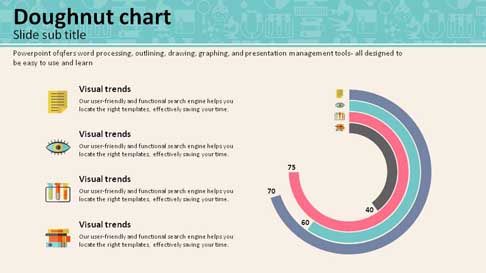 Doughnut chart
Slide sub title
Powerpoint ofqfers word processing, outlining, drawing, graphing, and presentation management tools- all designed to
be easy to use and learn
Visual trends
Our user-friendly and functional search engine helps you
locate the right templates, effectively saving your time.
Visual trends
Our user-friendly and functional search engine helps you
locate the right templates, effectively saving your time.
Visual trends
Our user-friendly and functional search engine helps you
locate the right templates, effectively saving your time.
Visual trends
Our user-friendly and functional search engine helps you
locate the right templates, effectively saving your time.
75
70
40
60